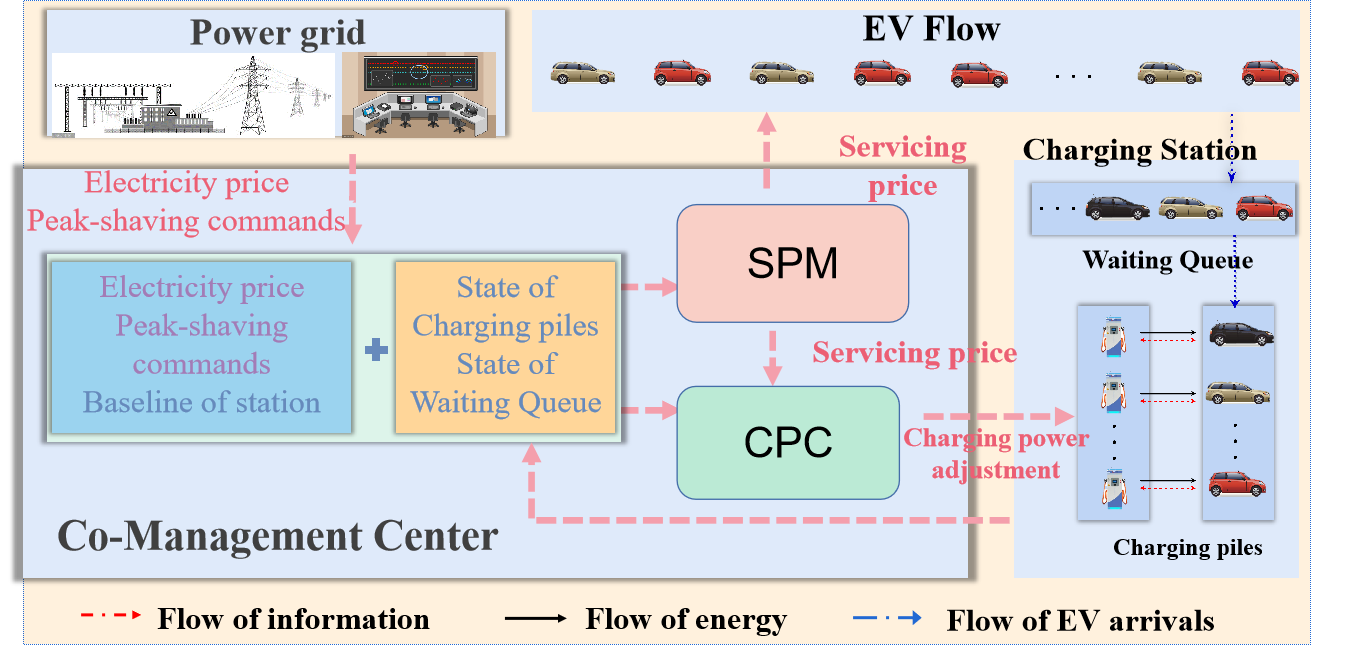 Power grid
EV Flow
. . .
Electricity price
Peak-shaving commands
Servicing
price
Charging Station
. . .
Waiting Queue
Electricity price
Peak-shaving
commands
Baseline of station
+
State of
Charging piles
State of
Waiting Queue
SPM
Servicing price
CPC
Charging power
adjustment
Charging piles
Co-Management Center
Flow of information
Flow of energy
Flow of EV arrivals